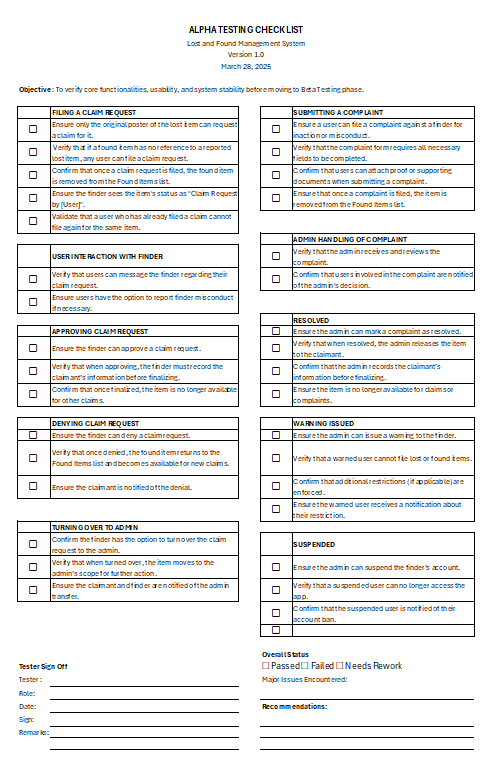 ALPHA TESTING CHECKLIST
Lost and Found Management System
Version 1.0
March 28, 2025
Objective: To verify core functionalities, usability, and system stability before moving to Beta Testing phase.
FILING A CLAIM REQUEST
Ensure only the original poster of the lost item can request
a claim for it.
Verify that if a found item has no reference to a reported
lost item, any user can file a claim request.
Confirm that once a claim request is filed, the found item
is removed from the Found Items list.
Ensure the finder sees the item's status as "Claim Request
by [User]".
Validate that a user who has already filed a claim cannot
file again for the same item.
USER INTERACTION WITH FINDER
Verify that users can message the finder regarding their
claim request.
Ensure users have the option to report finder misconduct
if necessary.
APPROVING CLAIM REQUEST
Ensure the finder can approve a claim request.
Verify that when approving, the finder must record the
claimant's information before finalizing.
Confirm that once finalized, the item is no longer available
for other claims.
DENYING CLAIM REQUEST
Ensure the finder can deny a claim request.
Verify that once denied, the found item returns to the
Found Items list and becomes available for new claims.
Ensure the claimant is notified of the denial.
TURNING OVER TO ADMIN
Confirm the finder has the option to turn over the claim
request to the admin.
Verify that when turned over, the item moves to the
admin's scope for further action.
Ensure the claimant and finder are notified of the admin
transfer.
Tester Sign Off
Tester:
Role:
Date:
Sign:
Remarks:
SUBMITTING A COMPLAINT
Ensure a user can file a complaint against a finder for
inaction or misconduct.
Verify that the complaint form requires all necessary
fields to be completed.
Confirm that users can attach proof or supporting
documents when submitting a complaint.
Ensure that once a complaint is filed, the item is
removed from the Found Items list.
ADMIN HANDLING OF COMPLAINT
Verify that the admin receives and reviews the
complaint.
Confirm that users involved in the complaint are notified
of the admin's decision.
RESOLVED
Ensure the admin can mark a complaint as resolved.
Verify that when resolved, the admin releases the item
to the claimant.
Confirm that the admin records the claimant's
information before finalizing.
Ensure the item is no longer available for claims or
complaints.
WARNING ISSUED
Ensure the admin can issue a warning to the finder.
Verify that a warned user cannot file lost or found items.
Confirm that additional restrictions (if applicable) are
enforced.
Ensure the warned user receives a notification about
their restriction.
SUSPENDED
Ensure the admin can suspend the finder's account.
Verify that a suspended user can no longer access the
app.
Confirm that the suspended user is notified of their
account ban.
Overall Status
☐ Passed ☐ Failed ☐ Needs Rework
Major Issues Encountered:
Recommendations: